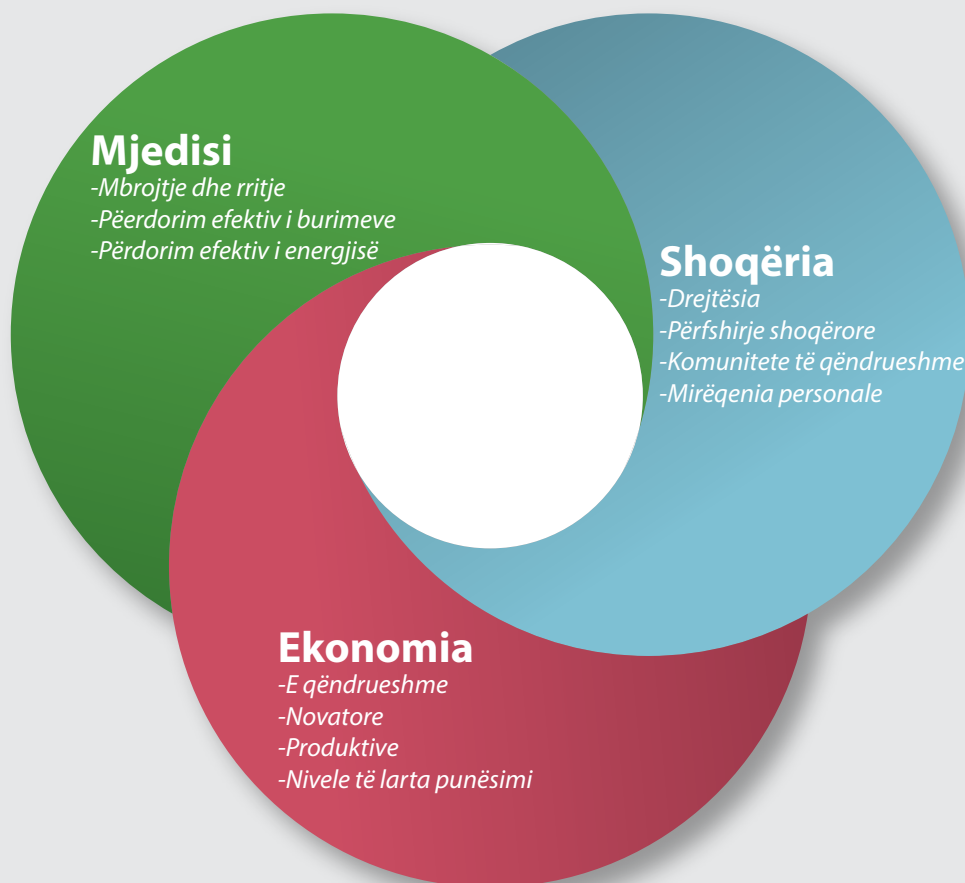 Mjedisi
-Mbrojtje dhe rritje
-Pëerdorim efektiv i burimeve
-Përdorim efektiv i energjisë
Shoqëria
-Drejtësia
-Përfshirje shoqërore
-Komunitete të qëndrueshme
-Mirëqenia personale
Ekonomia
-E qëndrueshme
-Novatore
-Produktive
-Nivele të larta punësimi